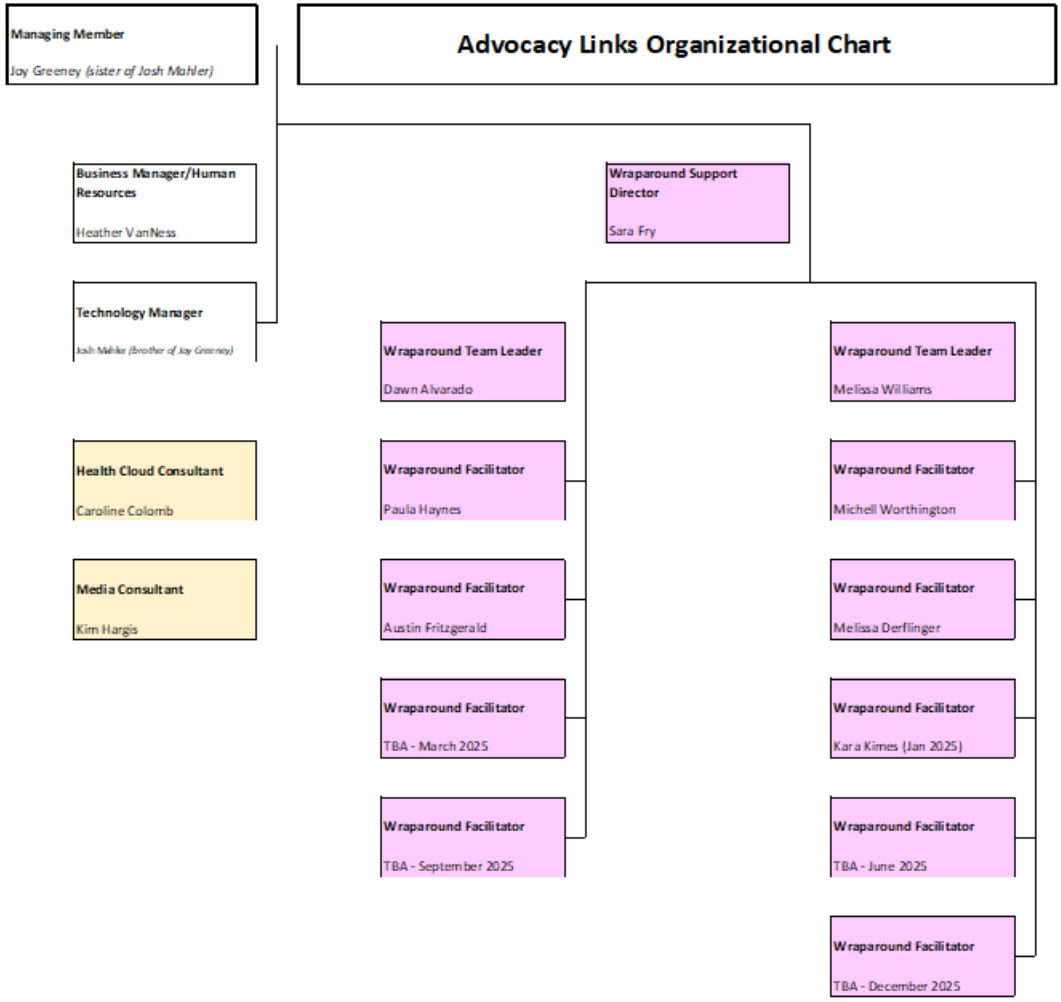 Managing Member
Joy Greeney (sister of Josh Mahler)
Advocacy Links Organizational Chart
Business Manager/Human
Resources
Heather VanNess
Wraparound Support
Director
Sara Fry
Technology Manager
Josh Mahler (brother of Joy Greeney)
Wraparound Team Leader
Dawn Alvarado
Wraparound Team Leader
Melissa Williams
Health Cloud Consultant
Caroline Colomb
Wraparound Facilitator
Paula Haynes
Wraparound Facilitator
Michell Worthington
Media Consultant
Kim Hargis
Wraparound Facilitator
Austin Fritzgerald
Wraparound Facilitator
Melissa Derflinger
Wraparound Facilitator
TBA - March 2025
Wraparound Facilitator
Kara Kimes (Jan 2025)
Wraparound Facilitator
TBA - September 2025
Wraparound Facilitator
TBA - June 2025
Wraparound Facilitator
TBA - December 2025